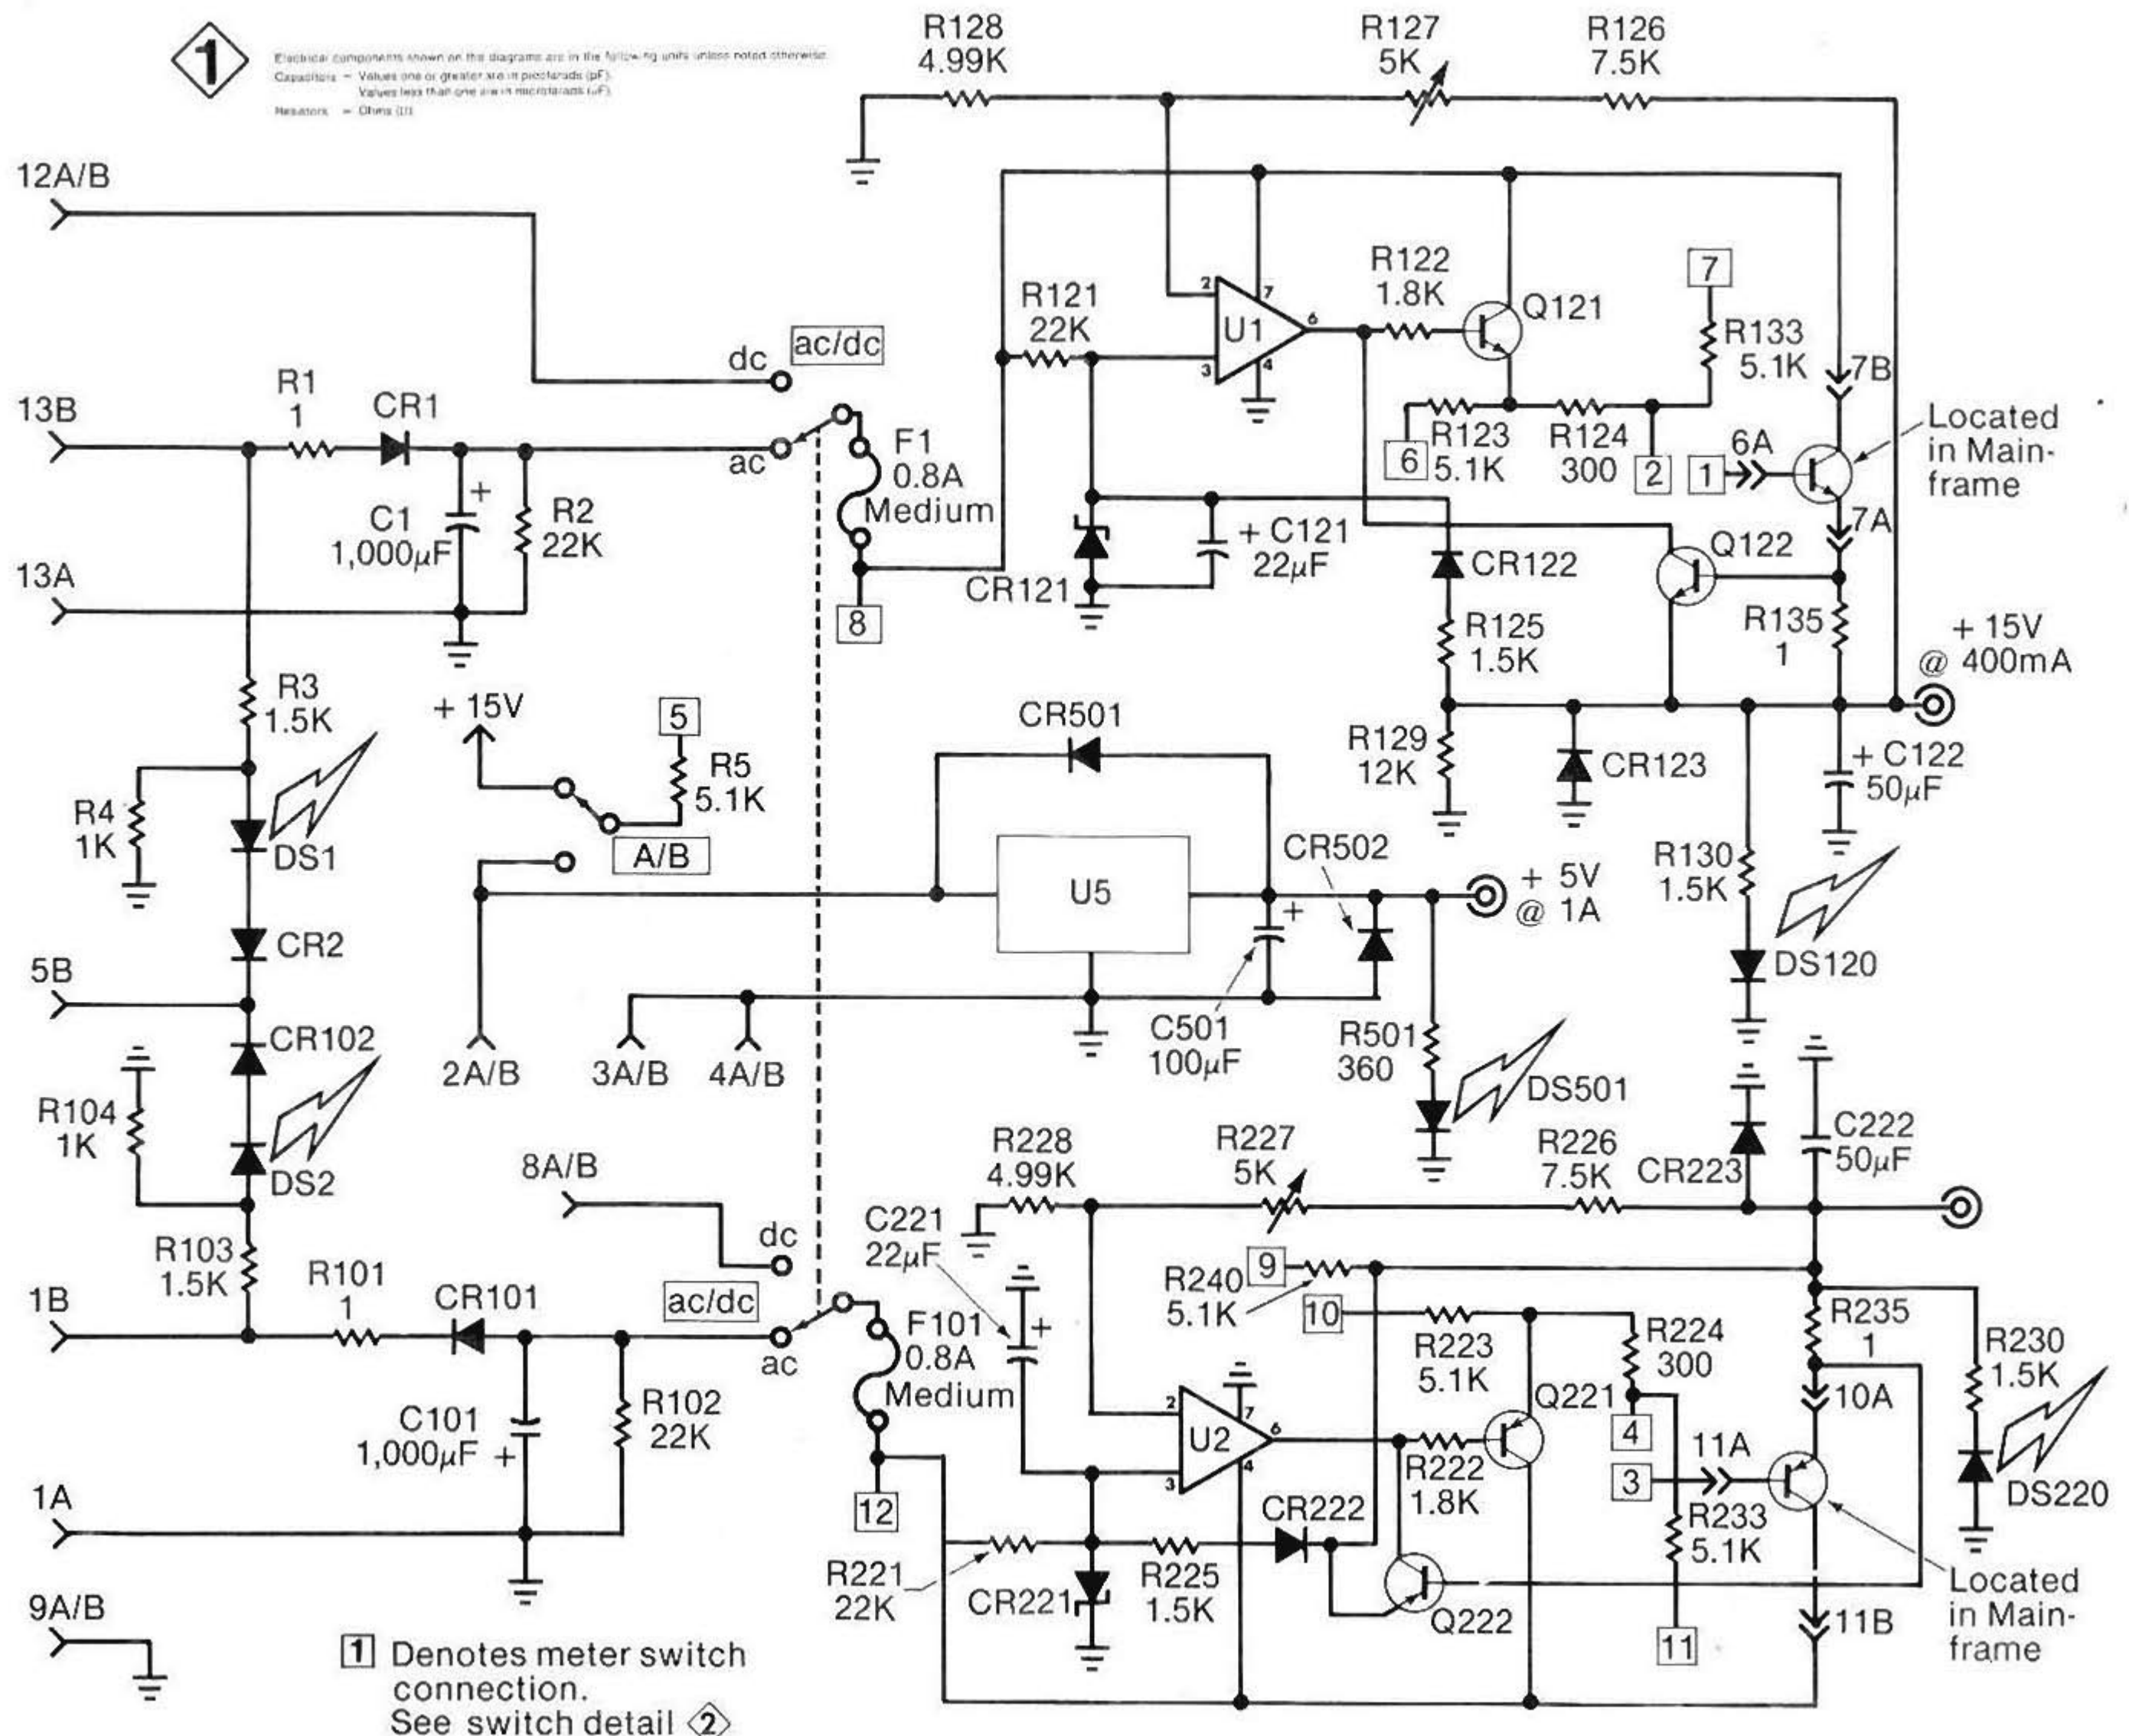 1
Electrical components shown on the diagrams are in the following units unless noted otherwise.
Capacitors = Values one or greater are in picofarads (pF).
Values less than one are in microfarads (uF).
Resistors = Ohms (Ω)
R128
4.99K
R127
5K
R126
7.5K
12A/B
dc
ac/dc
R121
22K
2
7
U1
6
3
4
R122
1.8K
Q121
7
R133
5.1K
7B
13B
R1
1
CR1
ac
F1
0.8A
Medium
6
R123
5.1K
R124
300
2
1
6A
Located
in Main-
frame
7A
+
C1
1,000µF
R2
22K
13A
8
CR121
+ C121
22µF
CR122
Q122
R125
1.5K
R135
1
+ 15V
@ 400mA
R3
1.5K
+ 15V
5
R5
5.1K
A/B
CR501
R129
12K
CR123
+ C122
50µF
R4
1K
DS1
U5
CR502
+ 5V
@ 1A
+
R130
1.5K
DS120
CR2
5B
CR102
2A/B
3A/B
4A/B
C501
100µF
R501
360
DS501
R104
1K
DS2
8A/B
dc
R228
4.99K
R227
5K
R226
7.5K
CR223
C222
50µF
C221
22µF
+
R103
1.5K
9
R240
5.1K
10
R223
5.1K
R224
300
R235
1
R230
1.5K
1B
R101
1
CR101
ac/dc
ac
F101
0.8A
Medium
2
7
U2
6
3
4
Q221
4
10A
C101
1,000µF +
R102
22K
R222
1.8K
3
11A
DS220
1A
12
CR222
R233
5.1K
R221
22K
CR221
R225
1.5K
Q222
11
11B
Located
in Main-
frame
9A/B
1 Denotes meter switch
connection.
See switch detail 2